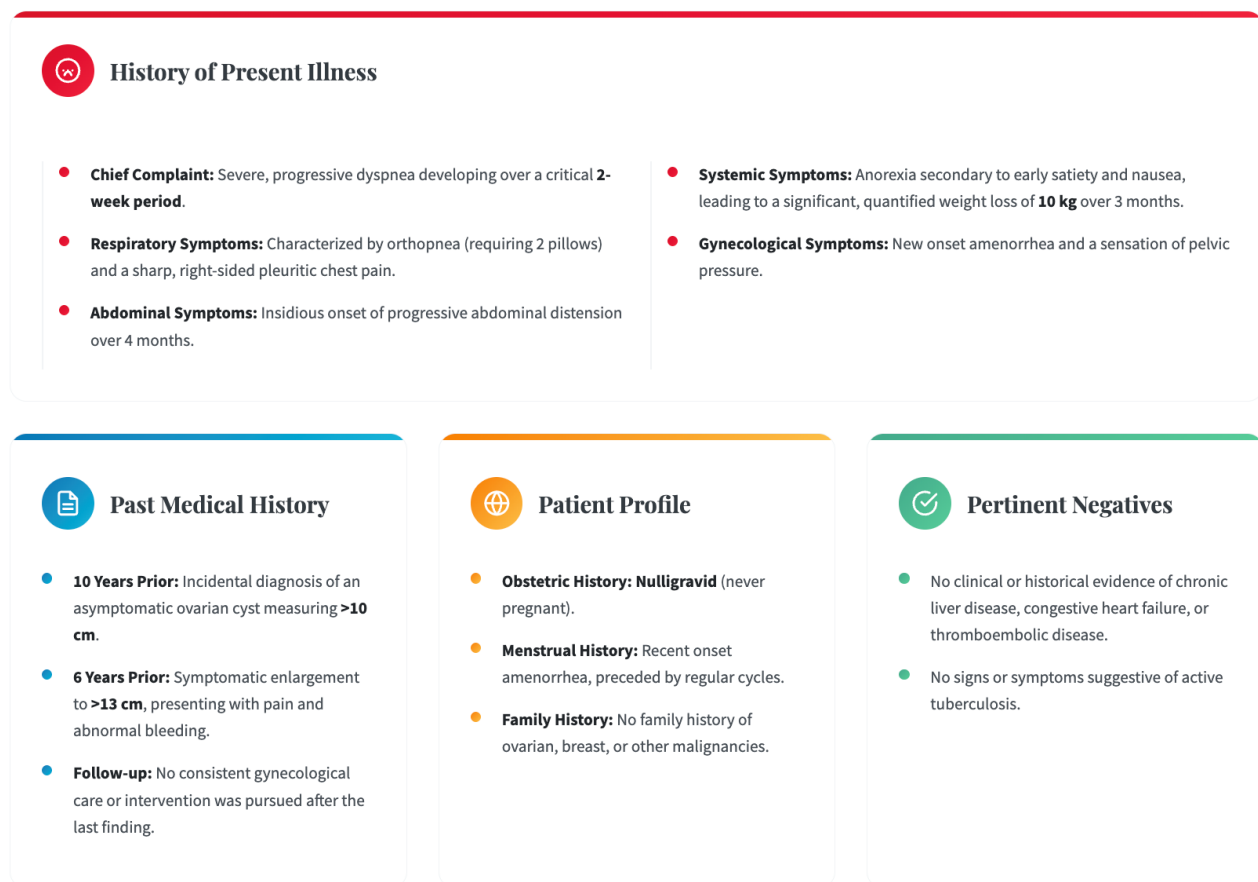 History of Present Illness
Chief Complaint: Severe, progressive dyspnea developing over a critical 2-
week period.
Respiratory Symptoms: Characterized by orthopnea (requiring 2 pillows)
and a sharp, right-sided pleuritic chest pain.
Abdominal Symptoms: Insidious onset of progressive abdominal distension
over 4 months.
Systemic Symptoms: Anorexia secondary to early satiety and nausea,
leading to a significant, quantified weight loss of 10 kg over 3 months.
Gynecological Symptoms: New onset amenorrhea and a sensation of pelvic
pressure.
Past Medical History
10 Years Prior: Incidental diagnosis of an
asymptomatic ovarian cyst measuring >10
cm.
6 Years Prior: Symptomatic enlargement
to >13 cm, presenting with pain and
abnormal bleeding.
Follow-up: No consistent gynecological
care or intervention was pursued after the
last finding.
Patient Profile
Obstetric History: Nulligravid (never
pregnant).
Menstrual History: Recent onset
amenorrhea, preceded by regular cycles.
Family History: No family history of
ovarian, breast, or other malignancies.
Pertinent Negatives
No clinical or historical evidence of chronic
liver disease, congestive heart failure, or
thromboembolic disease.
No signs or symptoms suggestive of active
tuberculosis.